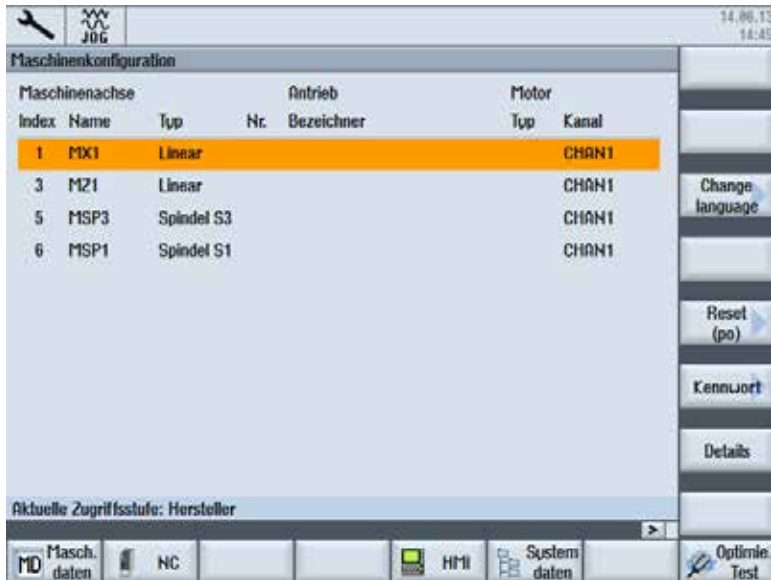 JOG
14.06.13
14:45
Maschinenkonfiguration
Maschinenachse Antrieb Motor
Index Name Typ Nr. Bezeichner Typ Kanal
1 MX1 Linear CHAN1
3 MZ1 Linear CHAN1
5 MSP3 Spindel S3 CHAN1
6 MSP1 Spindel S1 CHAN1
Change
language
Reset
(po)
Kennwort
Details
Aktuelle Zugriffsstufe: Hersteller
MD Masch.
daten
NC
HMI
System
daten
Optimie.
Test